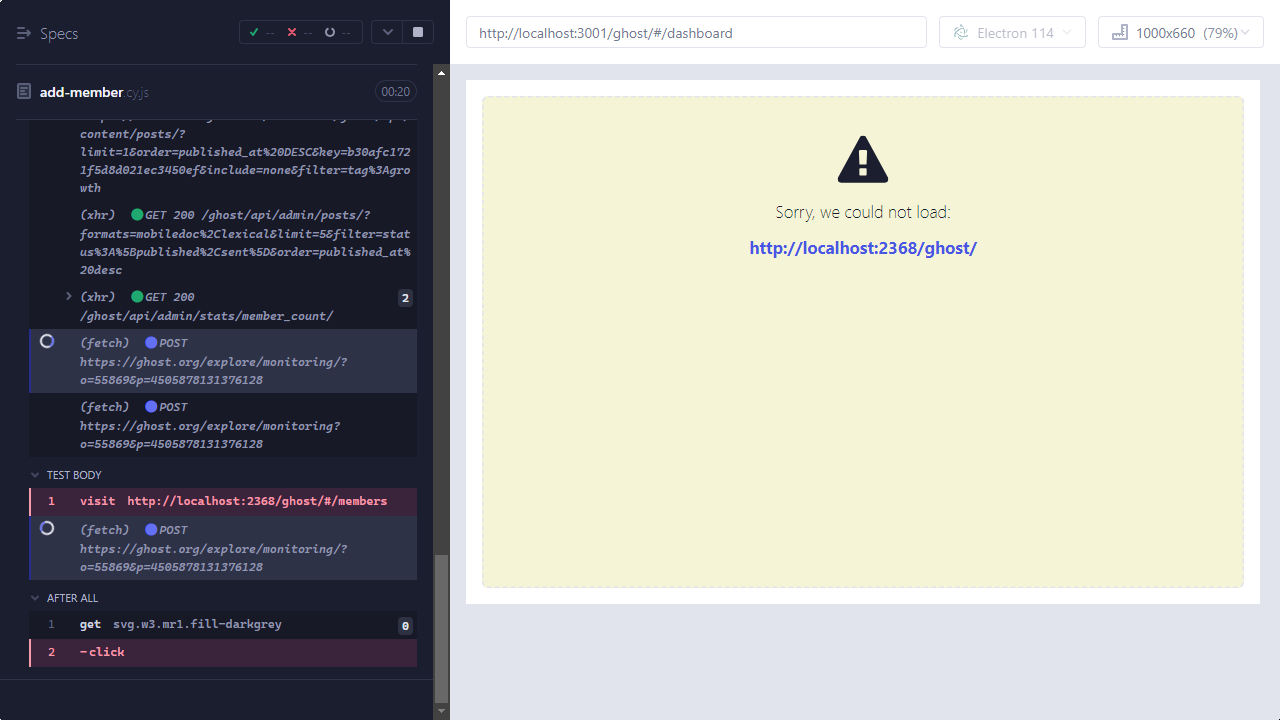 Specs
-- -- --
add-member.cy.js 00:20
content/posts/?
limit=1&order=published_at%20DESC&key=b30afc172
1f5d8d021ec3450ef&include=none&filter=tag%3Agro
wth
(xhr) GET 200 /ghost/api/admin/posts/?
formats=mobiledoc%2Clexical&limit=5&filter=stat
us%3A%5Bpublished%2Csent%5D&order=published_at%
20desc
(xhr) GET 200 2
/ghost/api/admin/stats/member_count/
(fetch) POST
https://ghost.org/explore/monitoring/?
o=55869&p=4505878131376128
(fetch) POST
https://ghost.org/explore/monitoring?
o=55869&p=4505878131376128
TEST BODY
1 visit http://localhost:2368/ghost/#/members
(fetch) POST
https://ghost.org/explore/monitoring/?
o=55869&p=4505878131376128
AFTER ALL
1 get svg.w3.mr1.fill-darkgrey 0
2 -click
http://localhost:3001/ghost/#/dashboard
Electron 114
1000x660 (79%)
Sorry, we could not load:
http://localhost:2368/ghost/